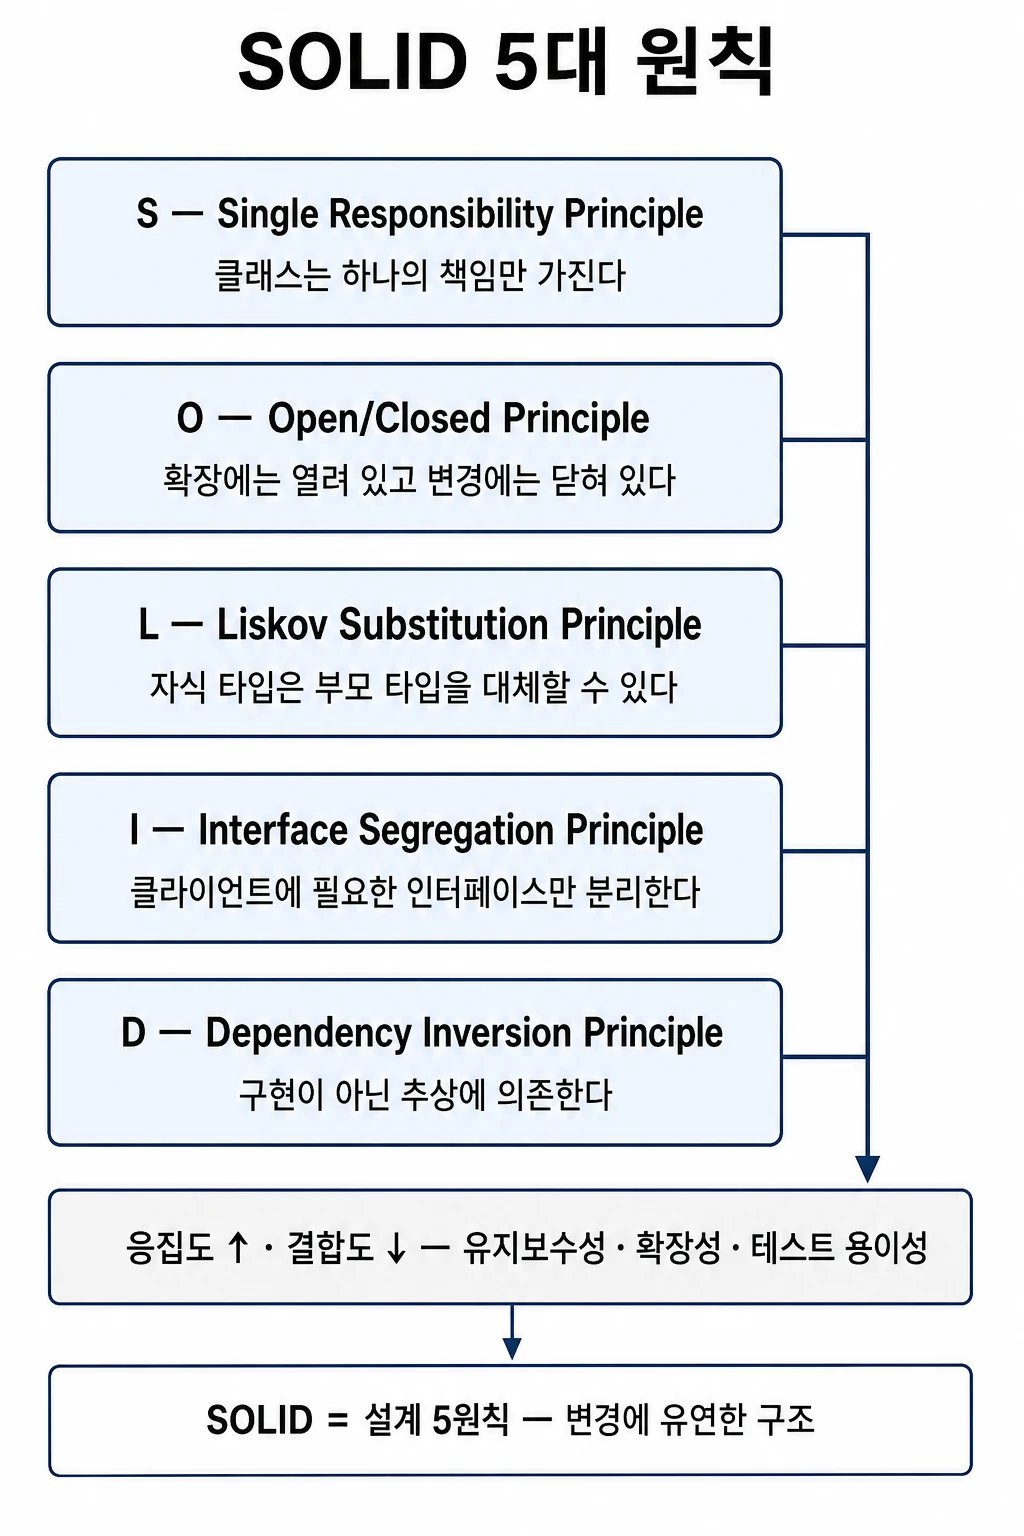 SOLID 5대 원칙
S — Single Responsibility Principle
클래스는 하나의 책임만 가진다
O — Open/Closed Principle
확장에는 열려 있고 변경에는 닫혀 있다
L — Liskov Substitution Principle
자식 타입은 부모 타입을 대체할 수 있다
I — Interface Segregation Principle
클라이언트에 필요한 인터페이스만 분리한다
D — Dependency Inversion Principle
구현이 아닌 추상에 의존한다
응집도 ↑ · 결합도 ↓ — 유지보수성 · 확장성 · 테스트 용이성
SOLID = 설계 5원칙 — 변경에 유연한 구조